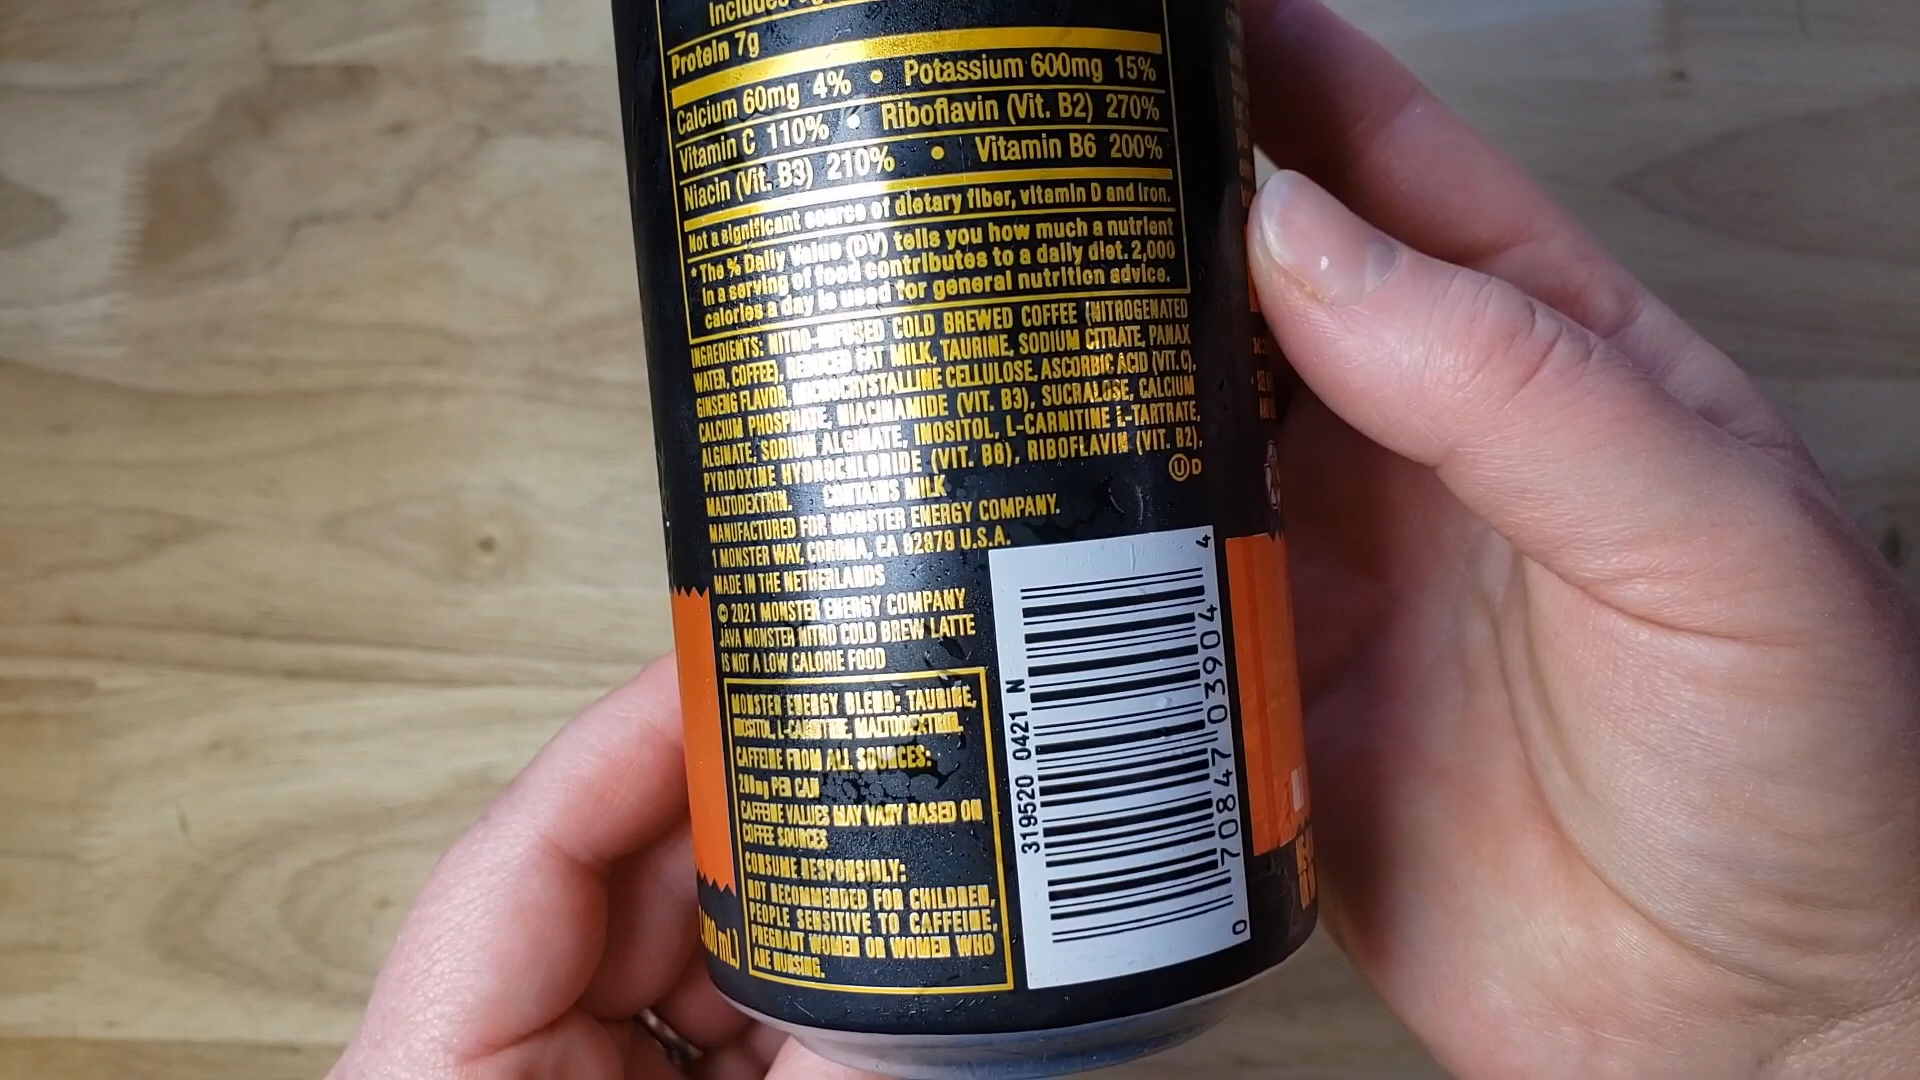 Includes
Protein 7g
Calcium 60mg 4% • Potassium 600mg 15%
Vitamin C 110% • Riboflavin (Vit. B2) 270%
Niacin (Vit. B3) 210% • Vitamin B6 200%
Not a significant source of dietary fiber, vitamin D and iron.
* The % Daily Value (DV) tells you how much a nutrient
in a serving of food contributes to a daily diet. 2,000
calories a day is used for general nutrition advice.
INGREDIENTS: NITRO-INFUSED COLD BREWED COFFEE (NITROGENATED
WATER, COFFEE), REDUCED FAT MILK, TAURINE, SODIUM CITRATE, PANAX
GINSENG FLAVOR, MICROCRYSTALLINE CELLULOSE, ASCORBIC ACID (VIT. C),
CALCIUM PHOSPHATE, NIACINAMIDE (VIT. B3), SUCRALOSE, CALCIUM
ALGINATE, SODIUM ALGINATE, INOSITOL, L-CARNITINE L-TARTRATE,
PYRIDOXINE HYDROCHLORIDE (VIT. B6), RIBOFLAVIN (VIT. B2),
MALTODEXTRIN. CONTAINS MILK
U D
MANUFACTURED FOR MONSTER ENERGY COMPANY.
1 MONSTER WAY, CORONA, CA 92879 U.S.A.
MADE IN THE NETHERLANDS
© 2021 MONSTER ENERGY COMPANY
JAVA MONSTER NITRO COLD BREW LATTE
IS NOT A LOW CALORIE FOOD
MONSTER ENERGY BLEND: TAURINE,
INOSITOL, L-CARNITINE, MALTODEXTRIN.
CAFFEINE FROM ALL SOURCES:
200mg PER CAN
CAFFEINE VALUES MAY VARY BASED ON
COFFEE SOURCES
CONSUME RESPONSIBLY:
NOT RECOMMENDED FOR CHILDREN,
PEOPLE SENSITIVE TO CAFFEINE,
PREGNANT WOMEN OR WOMEN WHO
ARE NURSING.
319520 0421 N
0 70847 03904 4
mL)